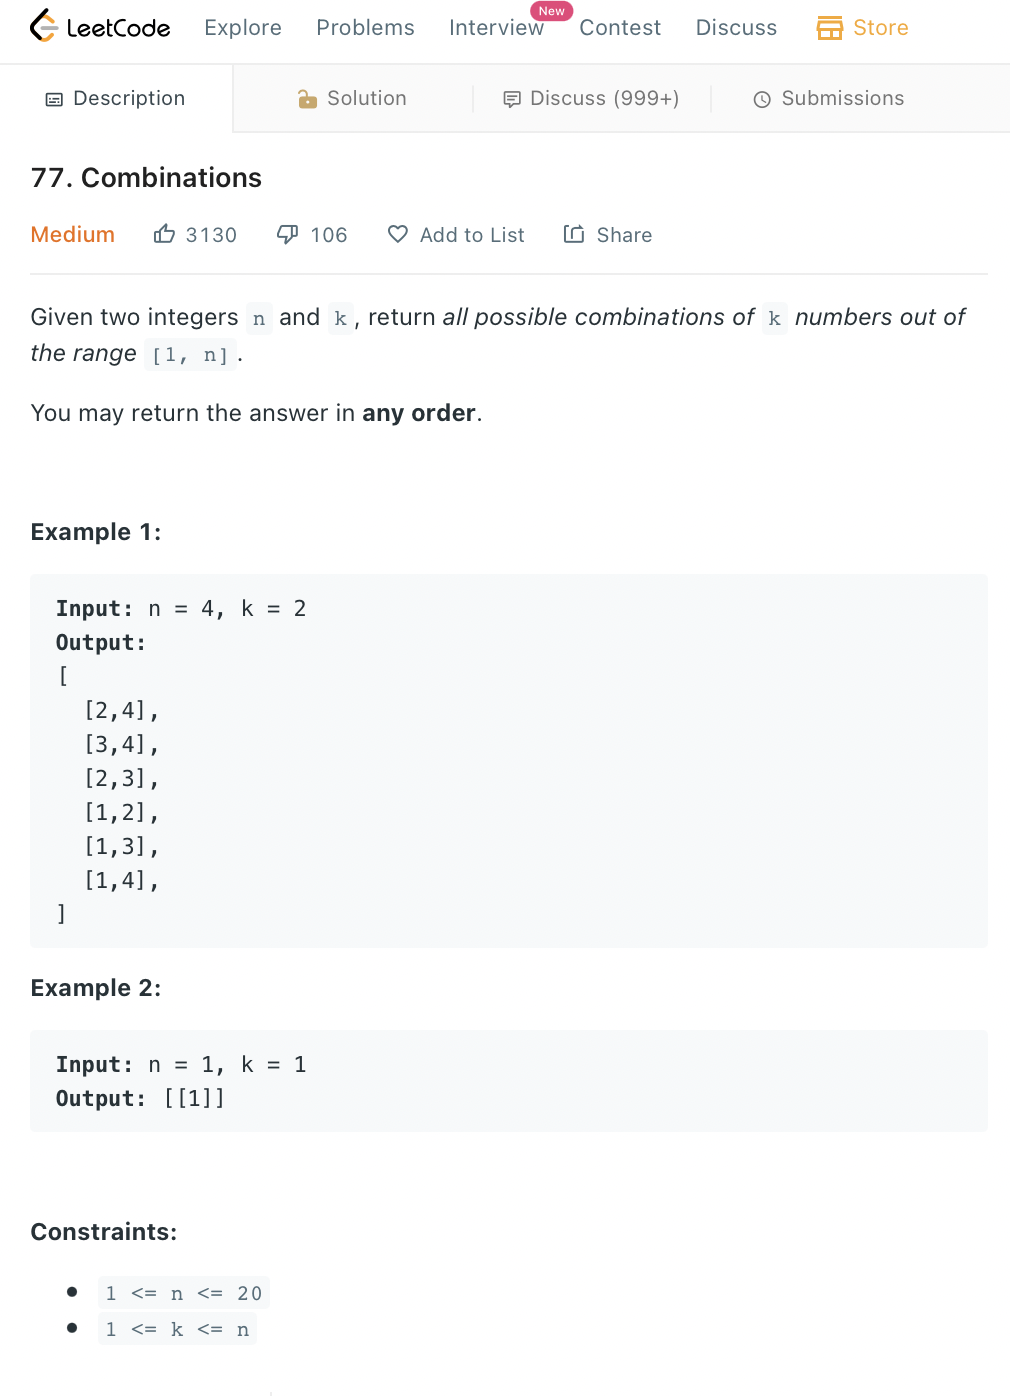 LeetCode Explore Problems Interview New Contest Discuss Store
Description Solution Discuss (999+) Submissions
77. Combinations
Medium 3130 106 Add to List Share
Given two integers n and k, return all possible combinations of k numbers out of
the range [1, n].
You may return the answer in any order.
Example 1:
Input: n = 4, k = 2
Output:
[
[2,4],
[3,4],
[2,3],
[1,2],
[1,3],
[1,4],
]
Example 2:
Input: n = 1, k = 1
Output: [[1]]
Constraints:
1 <= n <= 20
1 <= k <= n